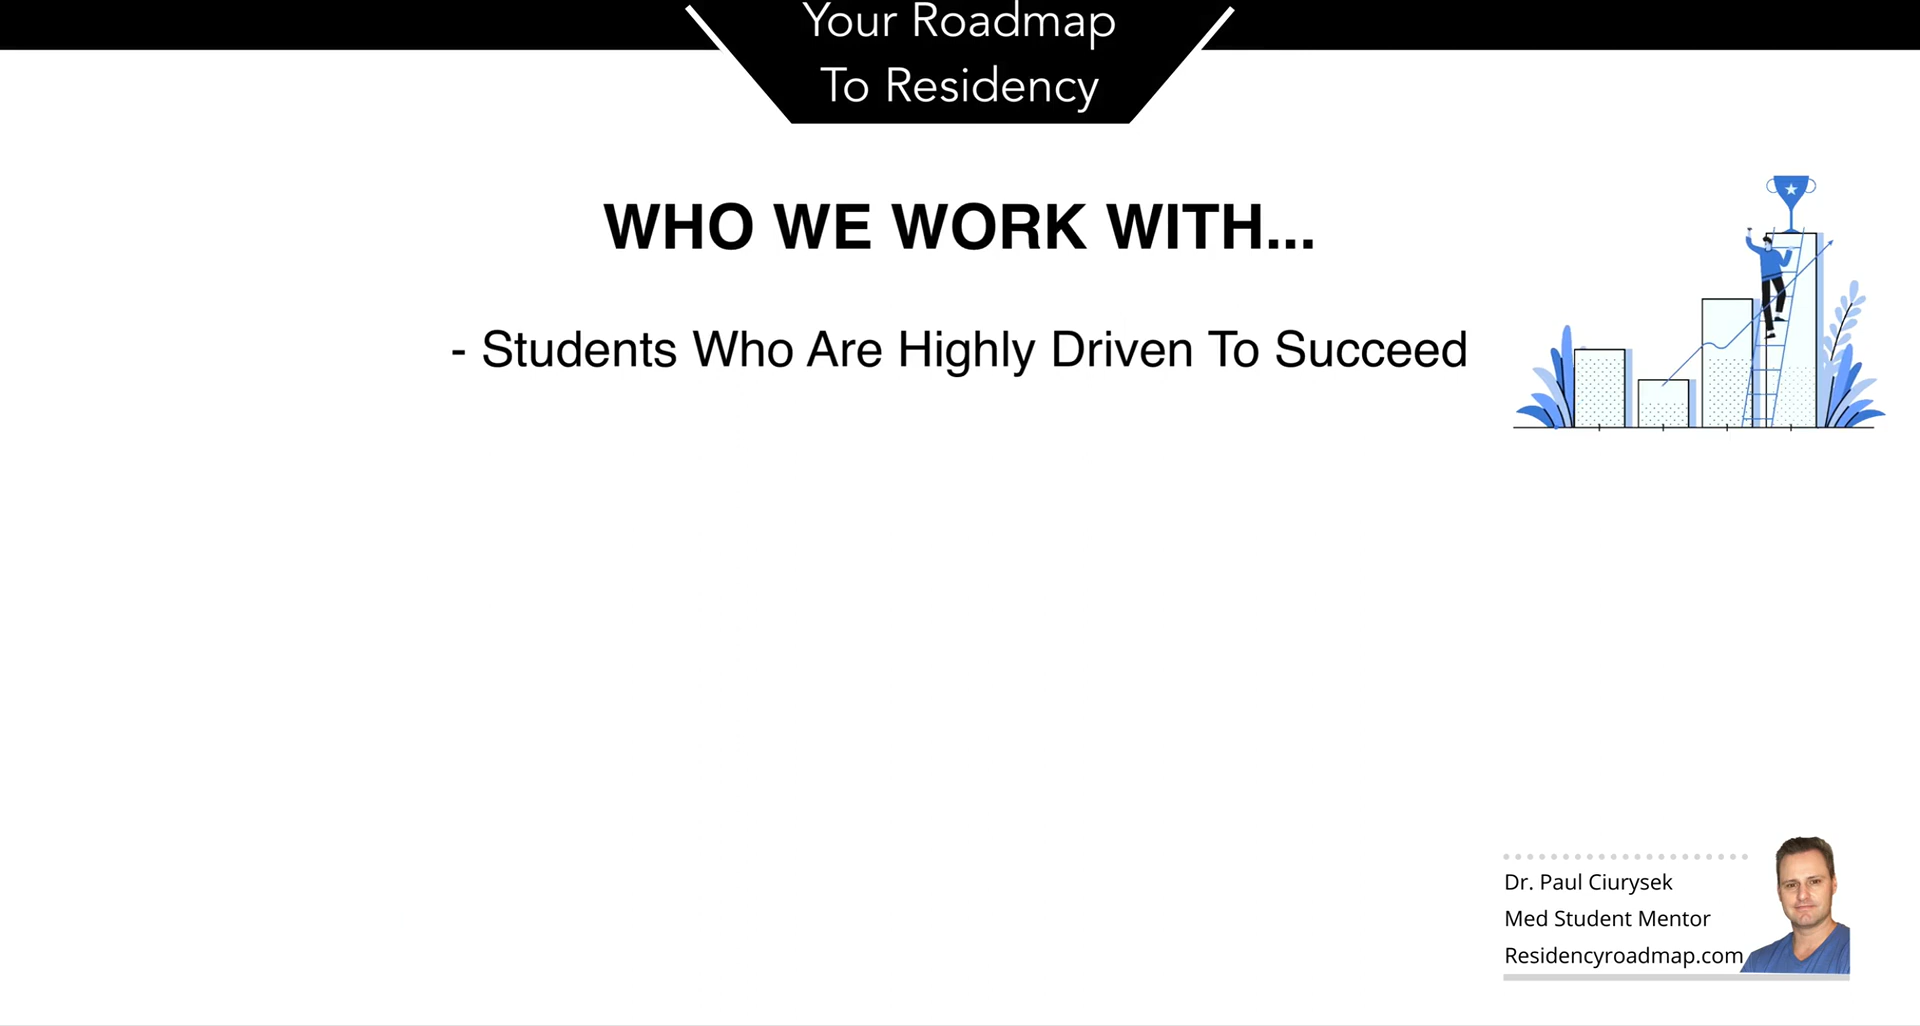 Your Roadmap
To Residency
WHO WE WORK WITH...
- Students Who Are Highly Driven To Succeed
Dr. Paul Ciurysek
Med Student Mentor
Residencyroadmap.com